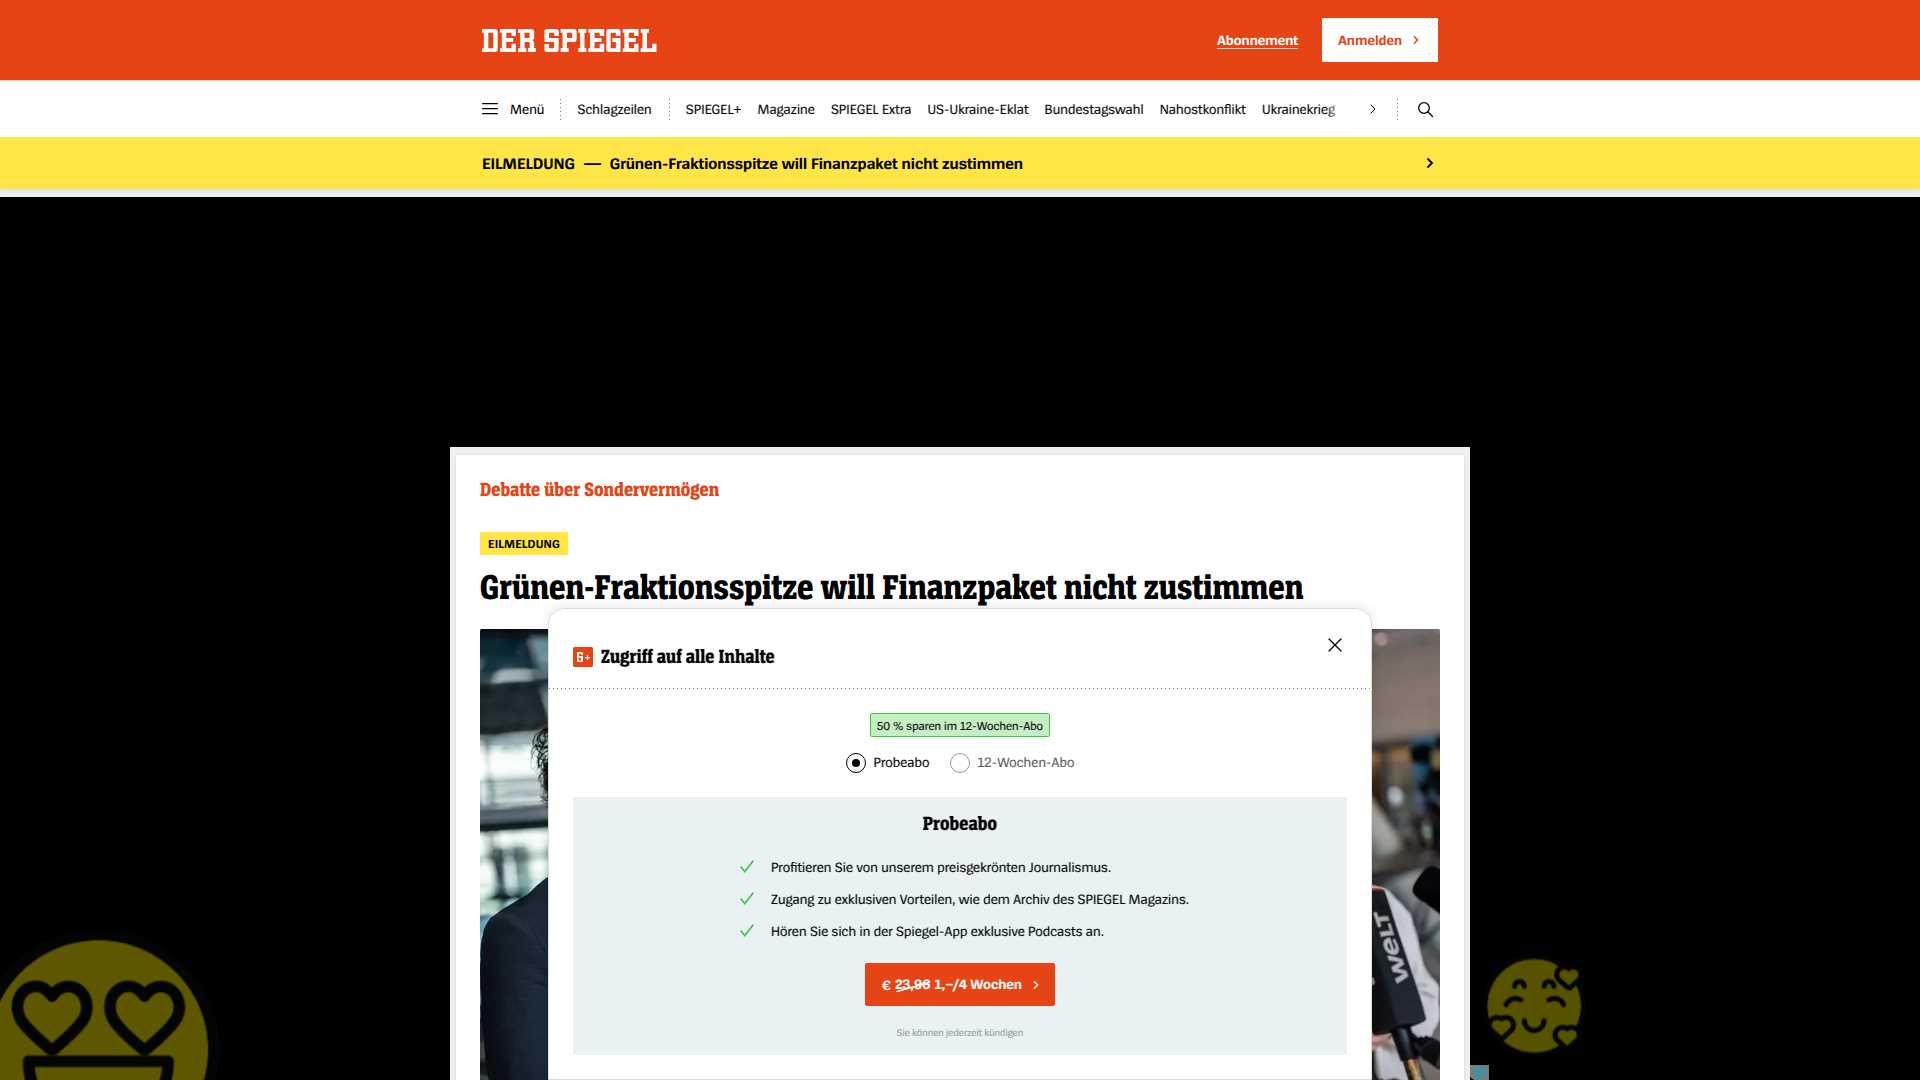 DER SPIEGEL
Abonnement
Anmelden
Menü
Schlagzeilen
SPIEGEL+
Magazine
SPIEGEL Extra
US-Ukraine-Eklat
Bundestagswahl
Nahostkonflikt
Ukrainekrieg
EILMELDUNG — Grünen-Fraktionsspitze will Finanzpaket nicht zustimmen
Debatte über Sondervermögen
EILMELDUNG
Grünen-Fraktionsspitze will Finanzpaket nicht zustimmen
S+ Zugriff auf alle Inhalte
50 % sparen im 12-Wochen-Abo
Probeabo
12-Wochen-Abo
Probeabo
Profitieren Sie von unserem preisgekrönten Journalismus.
Zugang zu exklusiven Vorteilen, wie dem Archiv des SPIEGEL Magazins.
Hören Sie sich in der Spiegel-App exklusive Podcasts an.
€ 23,96 1,–/4 Wochen
Sie können jederzeit kündigen
WELT